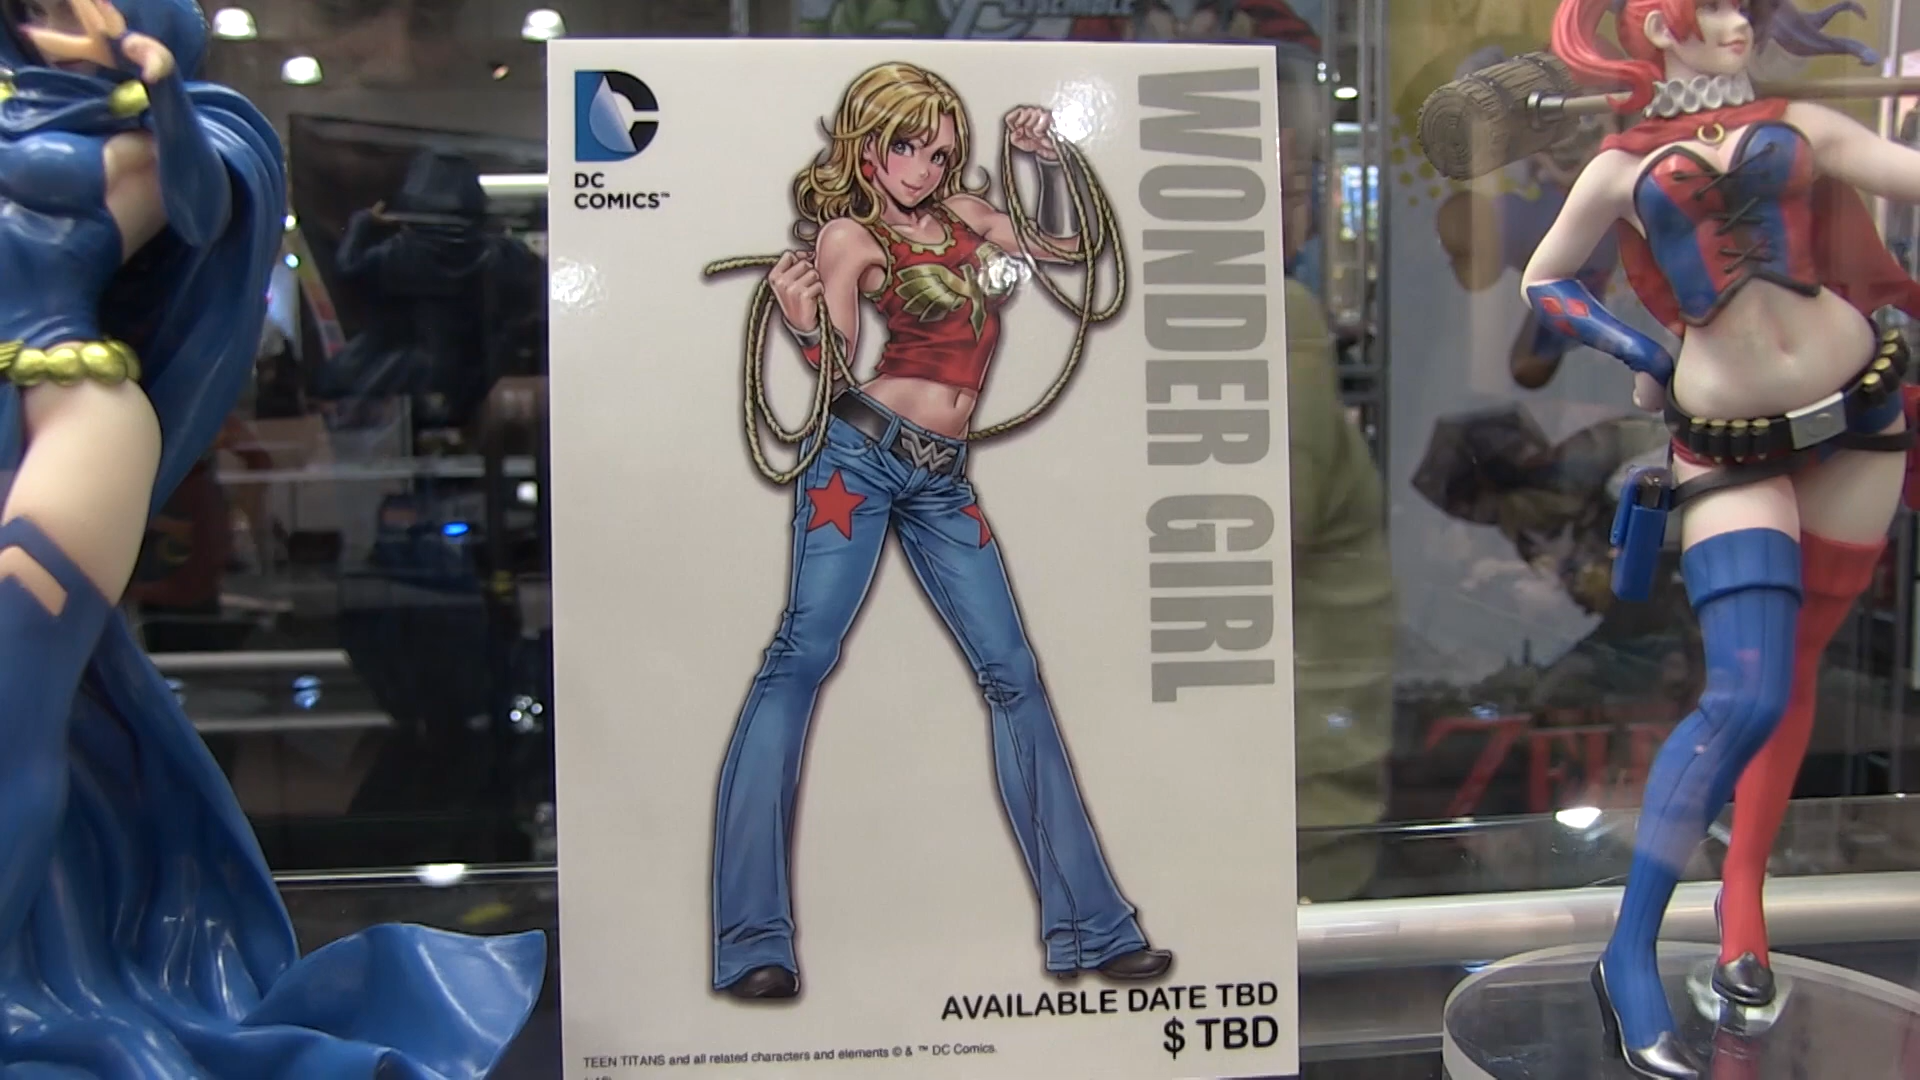 DC
COMICS™
WONDER GIRL
AVAILABLE DATE TBD
$ TBD
TEEN TITANS and all related characters and elements © & ™ DC Comics.